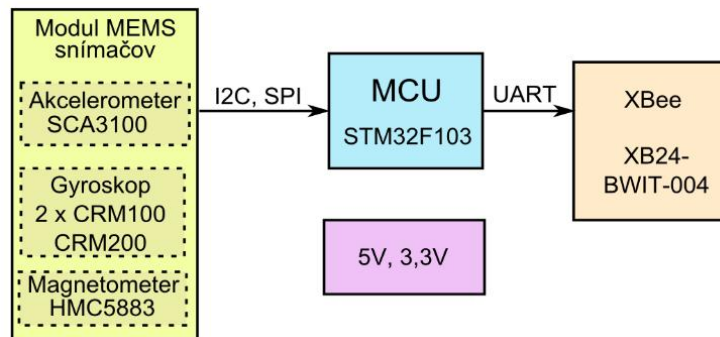 Modul MEMS
snímačov
Akcelerometer
SCA3100
Gyroskop
2 x CRM100
CRM200
Magnetometer
HMC5883
I2C, SPI
MCU
STM32F103
UART
XBee
XB24-
BWIT-004
5V, 3,3V